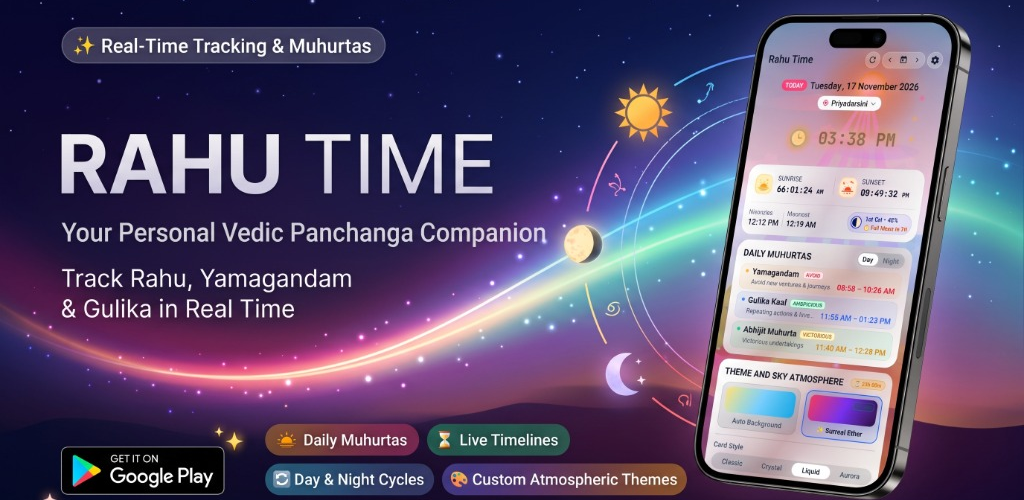 ✨ Real-Time Tracking & Muhurtas
RAHU TIME
Your Personal Vedic Panchanga Companion
Track Rahu, Yamagandam
& Gulika in Real Time
Daily Muhurtas
Live Timelines
Day & Night Cycles
Custom Atmospheric Themes
GET IT ON
Google Play
Rahu Time
TODAY Tuesday, 17 November 2026
Priyadarsini
03:38 PM
SUNRISE
66:01:24 AM
SUNSET
09:49:32 PM
12:12 PM
12:19 AM
DAILY MUHURTAS
Day Night
Yamagandam AVOID
Avoid new ventures & journeys
08:58 – 10:26 AM
Gulika Kaal
Repeating actions & live..
11:55 AM – 01:23 PM
Abhijit Muhurta VICTORIOUS
Victorious undertakings
11:40 AM – 12:28 PM
THEME AND SKY ATMOSPHERE
Auto Background
Surreal Ether
Card Style
Classic
Crystal
Liquid
Aurora